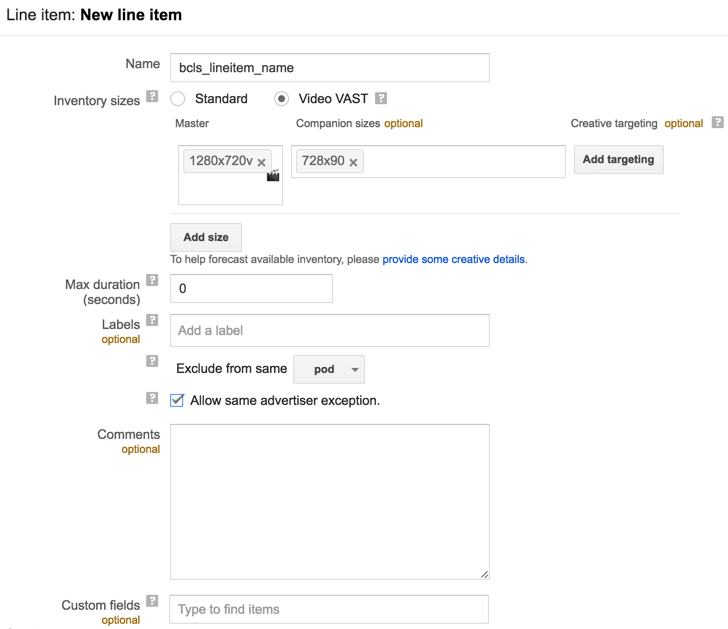 Line item: New line item
Name
bcls_lineitem_name
Inventory sizes ?
Standard
Video VAST ?
Master
Companion sizes optional
Creative targeting optional ?
1280x720v x
728x90 x
Add targeting
Add size
To help forecast available inventory, please provide some creative details.
Max duration ?
(seconds)
0
Labels ?
optional
Add a label
?
Exclude from same
pod
?
Allow same advertiser exception.
Comments
optional
Custom fields ?
optional
Type to find items